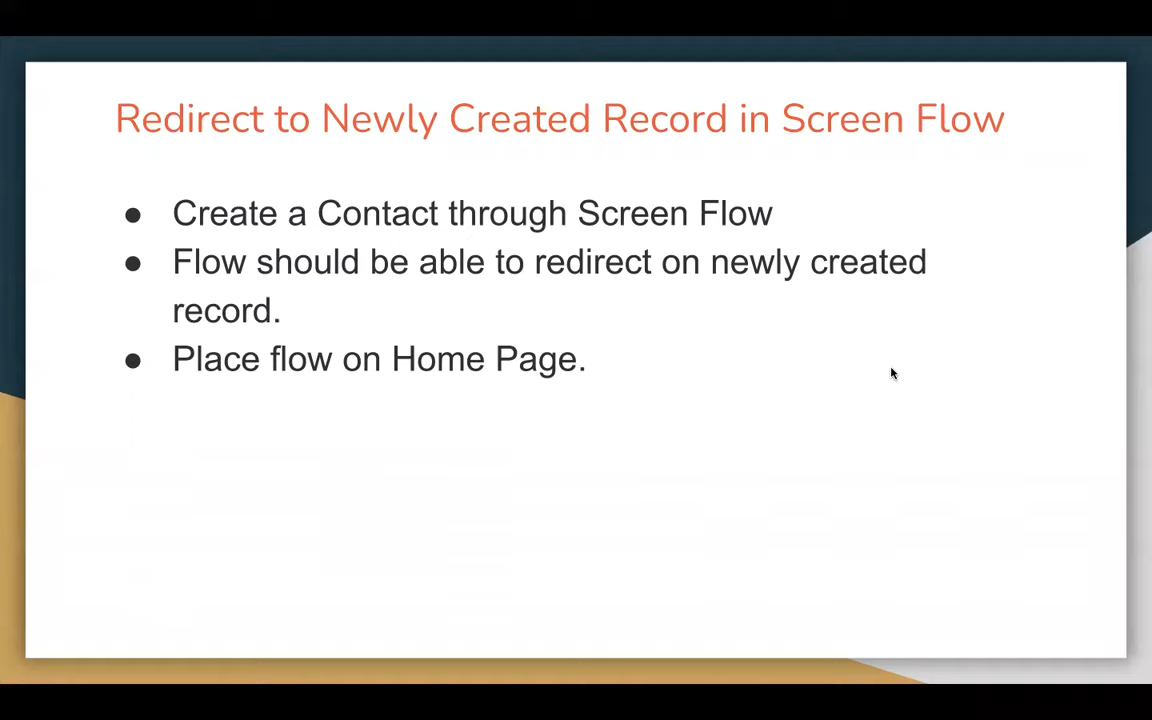 Redirect to Newly Created Record in Screen Flow
● Create a Contact through Screen Flow
● Flow should be able to redirect on newly created
record.
● Place flow on Home Page.